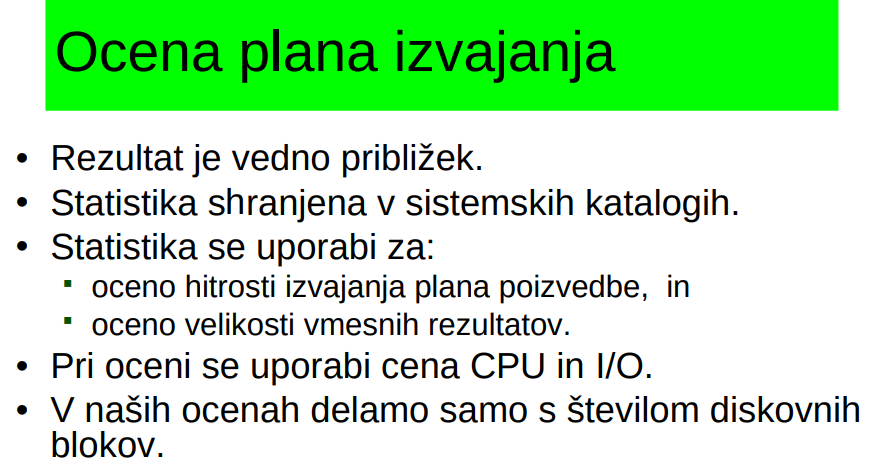 Ocena plana izvajanja
• Rezultat je vedno približek.
• Statistika shranjena v sistemskih katalogih.
• Statistika se uporabi za:
▪ oceno hitrosti izvajanja plana poizvedbe,  in
▪ oceno velikosti vmesnih rezultatov.
• Pri oceni se uporabi cena CPU in I/O.
• V naših ocenah delamo samo s številom diskovnih
blokov.